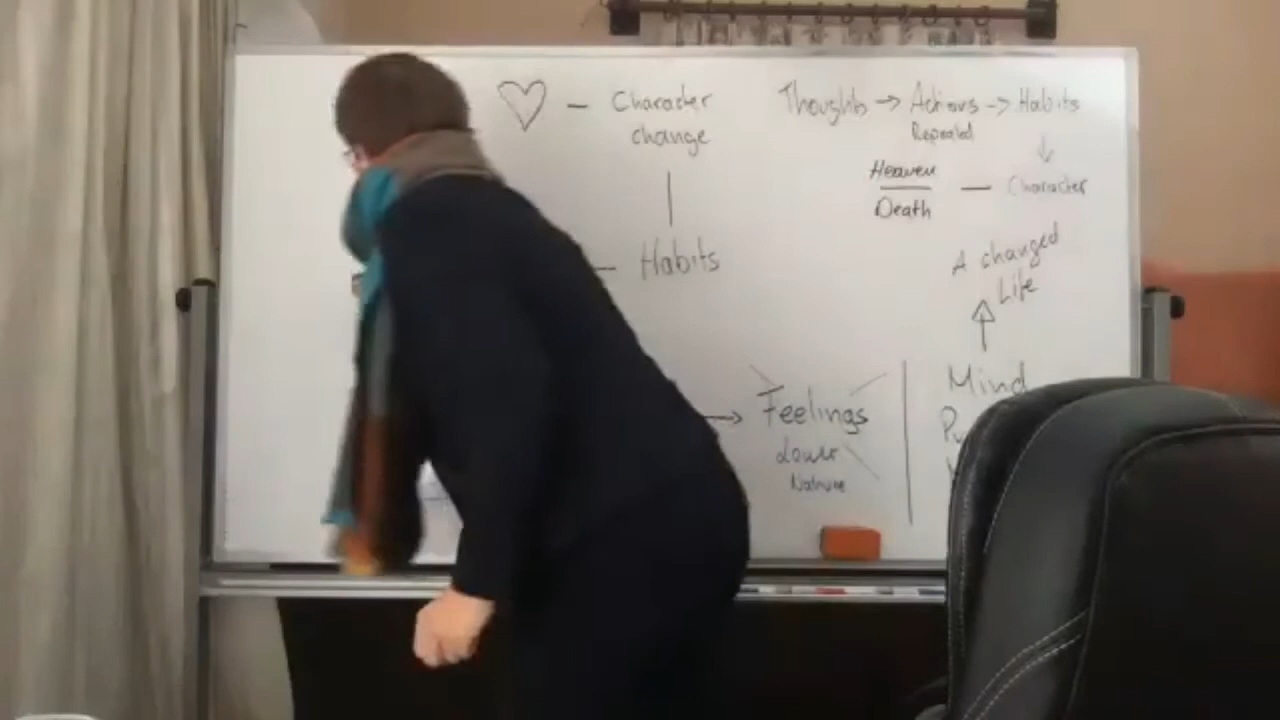 Character
change
Habits
Thoughts → Actions -> Habits
Repeated
↓
Heaven
Death
— Character
A changed
Life
→ Feelings
Lower
Nature
Mind